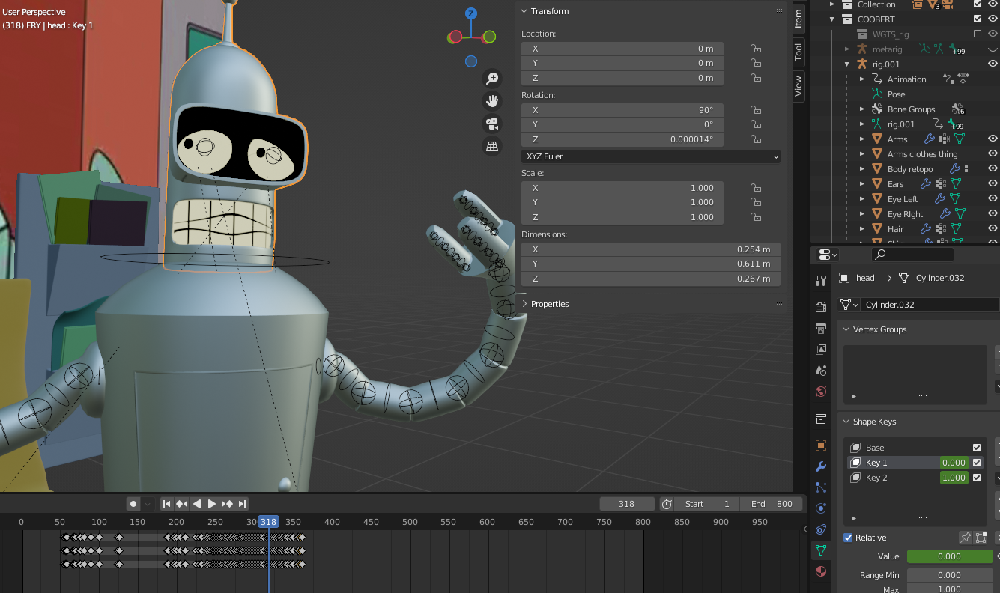 User Perspective
(318) FRY | head : Key 1
Z
Transform
Location:
X 0 m
Y 0 m
Z 0 m
Rotation:
X 90°
Y 0°
Z 0.000014°
XYZ Euler
Scale:
X 1.000
Y 1.000
Z 1.000
Dimensions:
X 0.254 m
Y 0.611 m
Z 0.267 m
Properties
Item
Tool
View
Collection 3
COOBERT
WGTS_rig
metarig +99
rig.001
Animation
Pose
Bone Groups 6
rig.001 +99
Arms
Arms clothes thing
Body retopo
Ears
Eye Left
Eye RIght
Hair
head > Cylinder.032
Cylinder.032
Vertex Groups
Shape Keys
Base
Key 1 0.000
Key 2 1.000
Relative
Value 0.000
Range Min 0.000
Max 1.000
318 Start 1 End 800
0 50 100 150 200 250 30 318 350 400 450 500 550 600 650 700 750 800 850 900 950